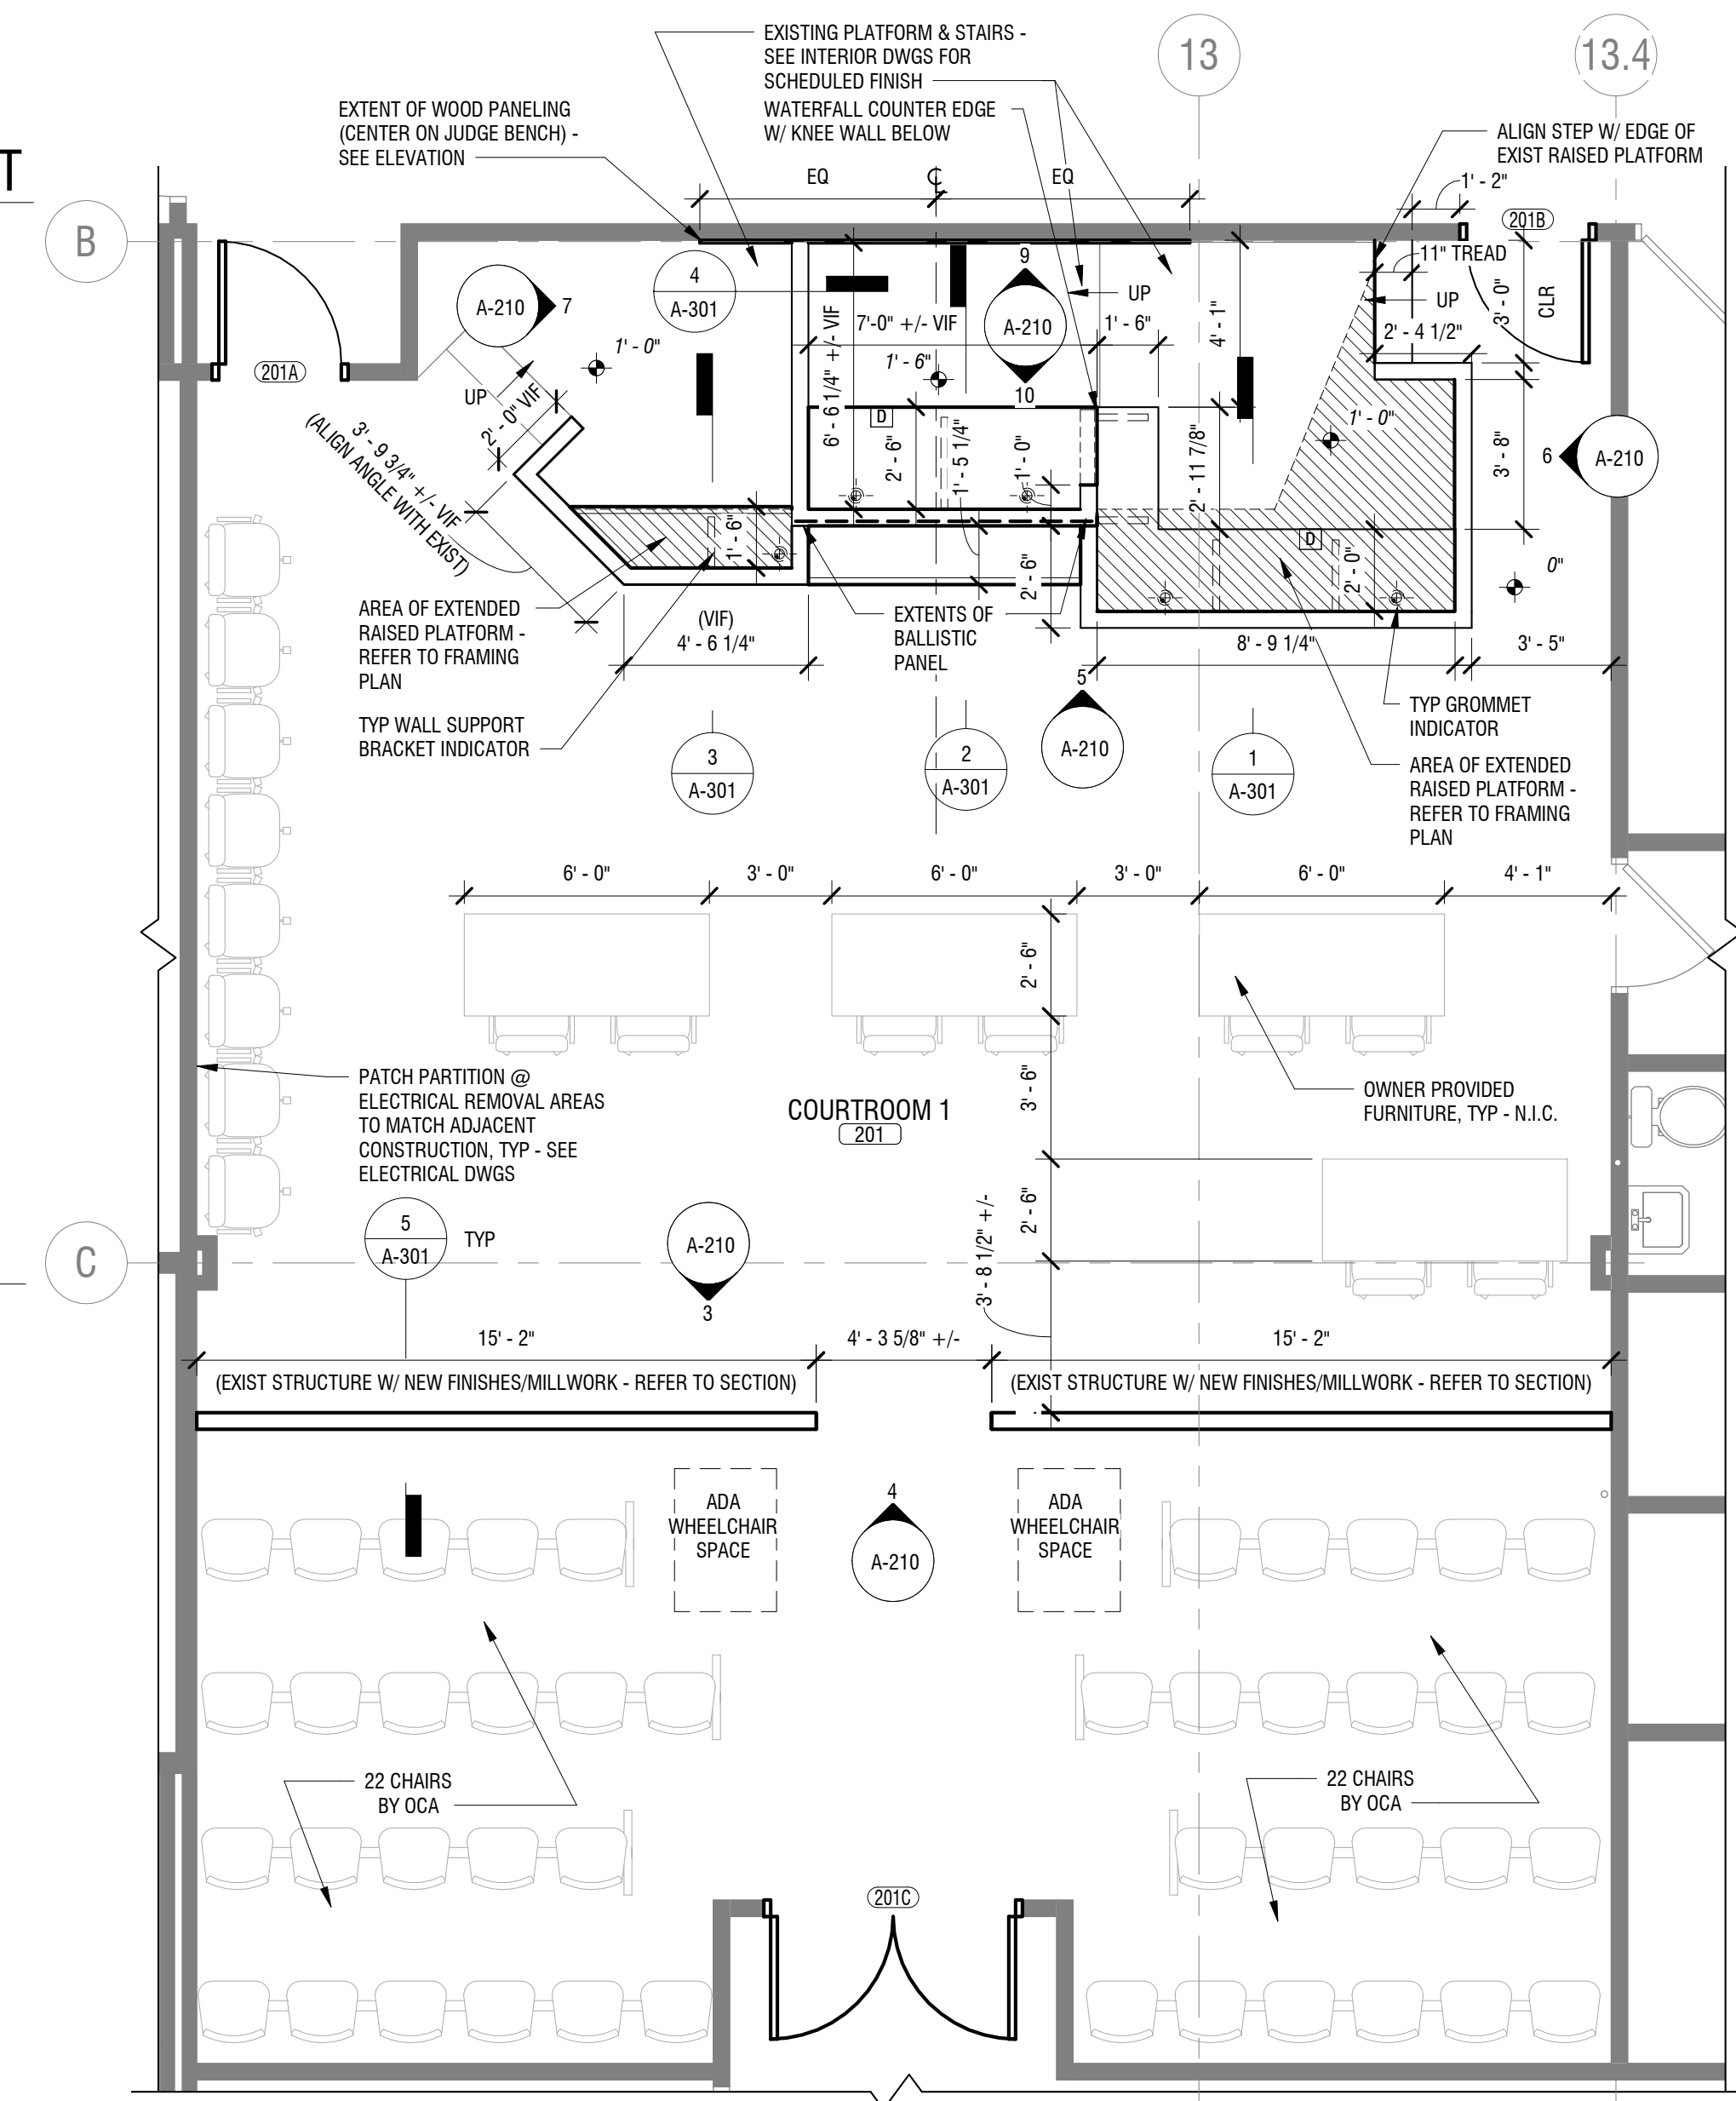 T
EXISTING PLATFORM & STAIRS -
SEE INTERIOR DWGS FOR
SCHEDULED FINISH
WATERFALL COUNTER EDGE
W/ KNEE WALL BELOW
13
13.4
EXTENT OF WOOD PANELING
(CENTER ON JUDGE BENCH) -
SEE ELEVATION
ALIGN STEP W/ EDGE OF
EXIST RAISED PLATFORM
EQ
CL
EQ
1' - 2"
201B
B
4
A-301
9
A-210
10
11" TREAD
UP
UP
3' - 0"
CLR
A-210
7
6' - 6 1/4" +/- VIF
7'-0" +/- VIF
1' - 6"
4' - 1"
2' - 4 1/2"
201A
1' - 0"
1' - 6"
UP
2' - 0" VIF
3' - 9 3/4" +/- VIF
(ALIGN ANGLE WITH EXIST)
D
2' - 6"
1' - 5 1/4"
1' - 0"
2' - 11 7/8"
1' - 0"
3' - 8"
6
A-210
1' - 6"
2' - 6"
D
2' - 0"
0"
AREA OF EXTENDED
RAISED PLATFORM -
REFER TO FRAMING
PLAN
(VIF)
4' - 6 1/4"
EXTENTS OF
BALLISTIC
PANEL
8' - 9 1/4"
3' - 5"
TYP WALL SUPPORT
BRACKET INDICATOR
5
A-210
TYP GROMMET
INDICATOR
3
A-301
2
A-301
1
A-301
AREA OF EXTENDED
RAISED PLATFORM -
REFER TO FRAMING
PLAN
6' - 0"
3' - 0"
6' - 0"
3' - 0"
6' - 0"
4' - 1"
2' - 6"
3' - 6"
PATCH PARTITION @
ELECTRICAL REMOVAL AREAS
TO MATCH ADJACENT
CONSTRUCTION, TYP - SEE
ELECTRICAL DWGS
COURTROOM 1
201
OWNER PROVIDED
FURNITURE, TYP - N.I.C.
2' - 6"
3' - 8 1/2" +/-
5
A-301
TYP
A-210
3
C
15' - 2"
4' - 3 5/8" +/-
15' - 2"
(EXIST STRUCTURE W/ NEW FINISHES/MILLWORK - REFER TO SECTION)
(EXIST STRUCTURE W/ NEW FINISHES/MILLWORK - REFER TO SECTION)
ADA
WHEELCHAIR
SPACE
4
A-210
ADA
WHEELCHAIR
SPACE
22 CHAIRS
BY OCA
22 CHAIRS
BY OCA
201C